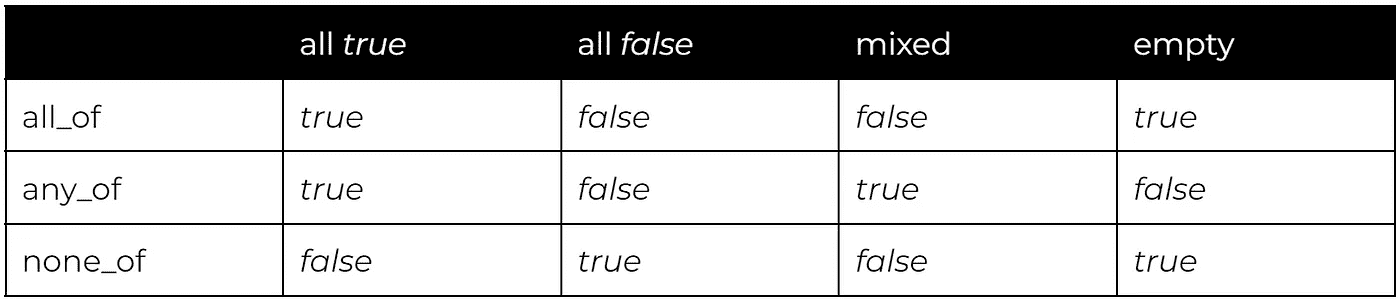 all true all false mixed empty
all_of true false false true
any_of true false true false
none_of false true false true